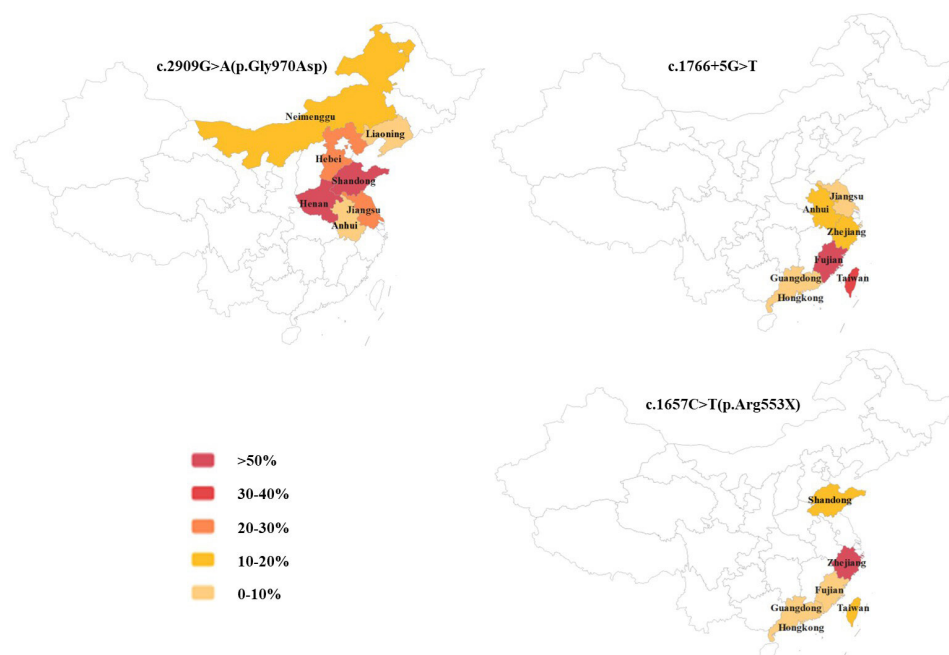 c.2909G>A(p.Gly970Asp)
Neimenggu
Liaoning
Hebei
Shandong
Henan
Jiangsu
Anhui
c.1766+5G>T
Jiangsu
Anhui
Zhejiang
Fujian
Guangdong
Taiwan
Hongkong
>50%
30-40%
20-30%
10-20%
0-10%
c.1657C>T(p.Arg553X)
Shandong
Zhejiang
Fujian
Guangdong
Taiwan
Hongkong